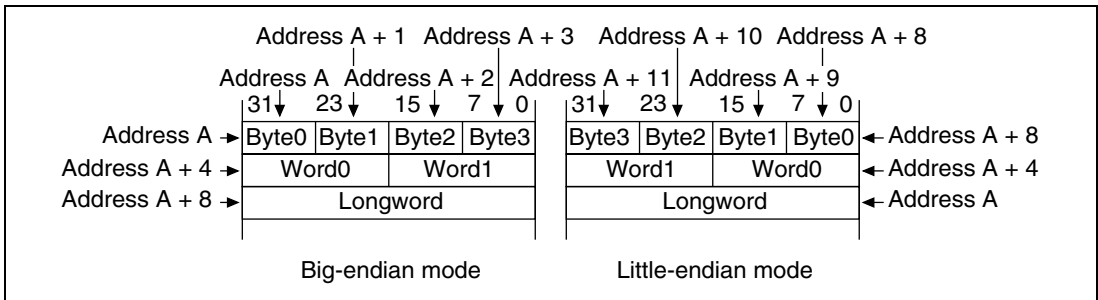 Address A + 1 Address A + 3 Address A + 10 Address A + 8
Address A Address A + 2 Address A + 11 Address A + 9
31 23 15 7 0 31 23 15 7 0
Address A Byte0 Byte1 Byte2 Byte3 Byte3 Byte2 Byte1 Byte0 Address A + 8
Address A + 4 Word0 Word1 Word1 Word0 Address A + 4
Address A + 8 Longword Longword Address A
Big-endian mode Little-endian mode